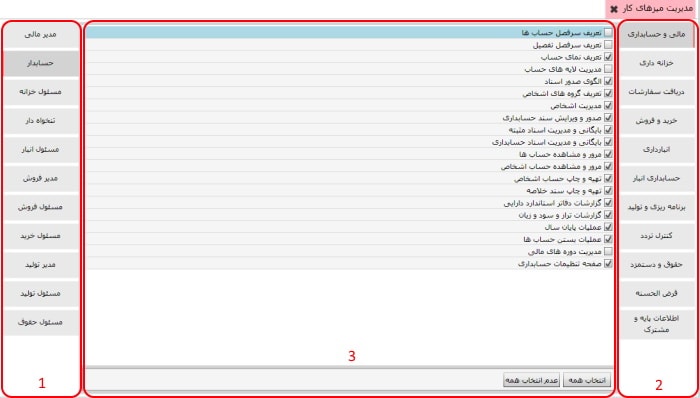 مدیریت میزهای کار ✖
مالی و حسابداری
خزانه داری
دریافت سفارشات
خرید و فروش
انبارداری
حسابداری انبار
برنامه ریزی و تولید
کنترل تردد
حقوق و دستمزد
قرض الحسنه
اطلاعات پایه و
مشترک
2
تعریف سرفصل حساب ها
تعریف سرفصل تفصیل
تعریف نمای حساب
مدیریت لایه های حساب
الگوی صدور اسناد
تعریف گروه های اشخاص
مدیریت اشخاص
صدور و ویرایش سند حسابداری
بایگانی و مدیریت اسناد مثبته
بایگانی و مدیریت اسناد حسابداری
مرور و مشاهده حساب ها
مرور و مشاهده حساب اشخاص
تهیه و چاپ حساب اشخاص
تهیه و چاپ سند خلاصه
گزارشات دفاتر استاندارد دارایی
گزارشات تراز و سود و زیان
عملیات پایان سال
عملیات بستن حساب ها
مدیریت دوره های مالی
صفحه تنظیمات حسابداری
3
انتخاب همه
عدم انتخاب همه
مدیر مالی
حسابدار
مسئول خزانه
تنخواه دار
مسئول انبار
مدیر فروش
مسئول فروش
مسئول خرید
مدیر تولید
مسئول تولید
مسئول حقوق
1